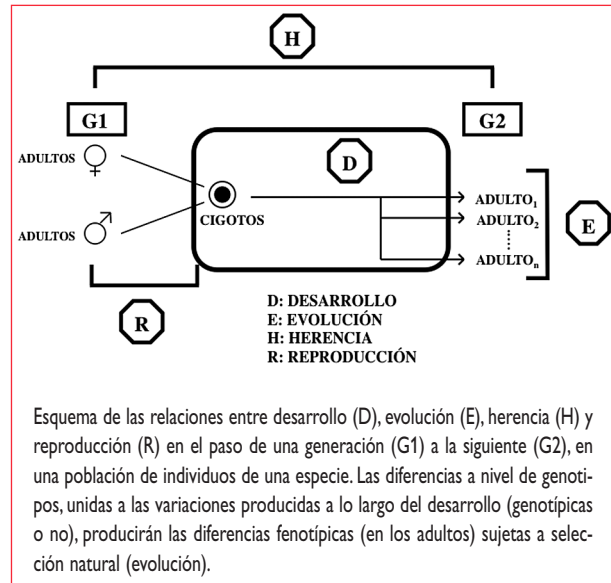 H
G1
G2
ADULTOS
D
CIGOTOS
ADULTO1
ADULTO2
ADULTOS
ADULTOn
E
R
D: DESARROLLO
E: EVOLUCIÓN
H: HERENCIA
R: REPRODUCCIÓN
Esquema de las relaciones entre desarrollo (D), evolución (E), herencia (H) y
reproducción (R) en el paso de una generación (G1) a la siguiente (G2), en
una población de individuos de una especie. Las diferencias a nivel de genoti-
pos, unidas a las variaciones producidas a lo largo del desarrollo (genotípicas
o no), producirán las diferencias fenotípicas (en los adultos) sujetas a selec-
ción natural (evolución).